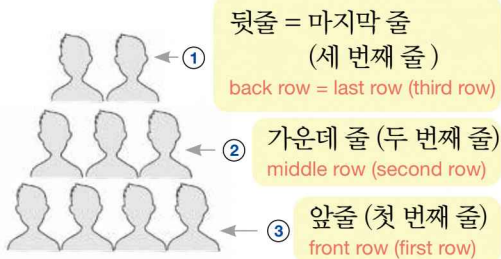 뒷줄 = 마지막 줄
(세 번째 줄)
back row = last row (third row)
①
가운데 줄 (두 번째 줄)
middle row (second row)
②
앞줄 (첫 번째 줄)
front row (first row)
③